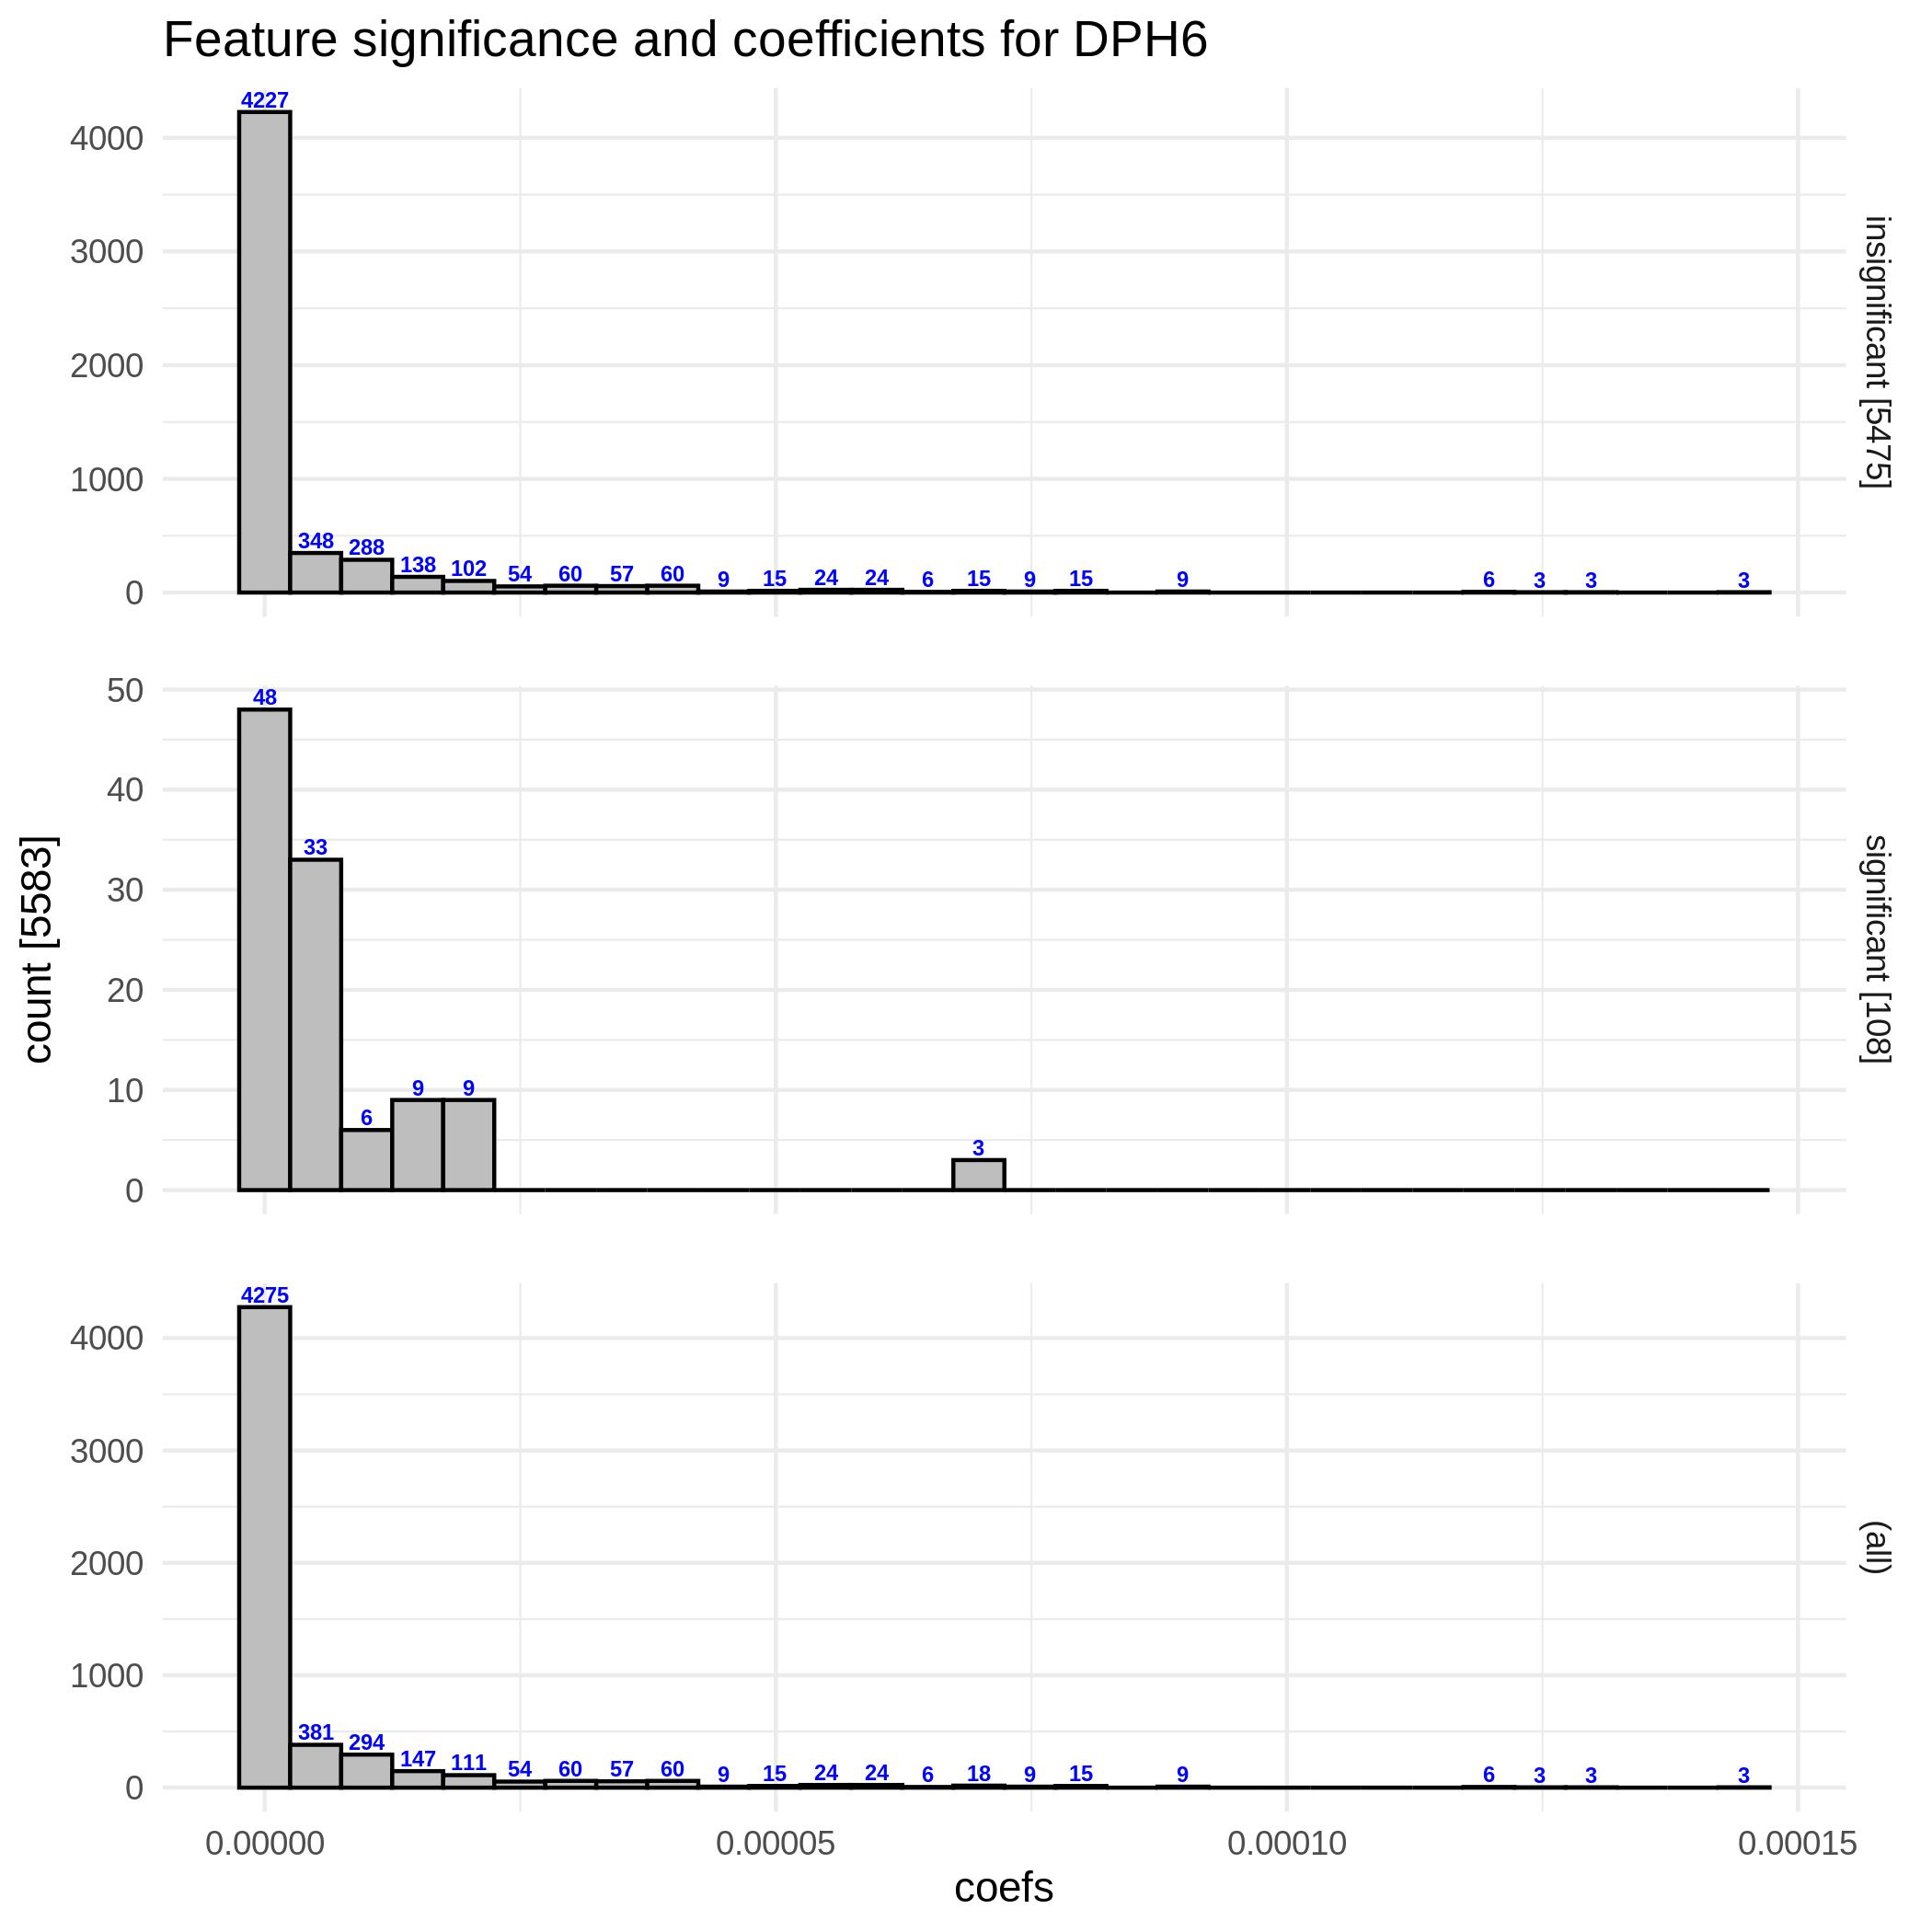 Feature significance and coefficients for DPH6
4227
4000
3000
2000
1000
348 288 138 102 54 60 57 60 9 15 24 24 6 15 9 15 9 6 3 3 3
0
insignificant [5475]
50
48
40
33
30
20
10
9 9
6
3
0
significant [108]
count [5583]
4275
4000
3000
2000
1000
381 294 147 111 54 60 57 60 9 15 24 24 6 18 9 15 9 6 3 3 3
0
(all)
0.00000 0.00005 0.00010 0.00015
coefs